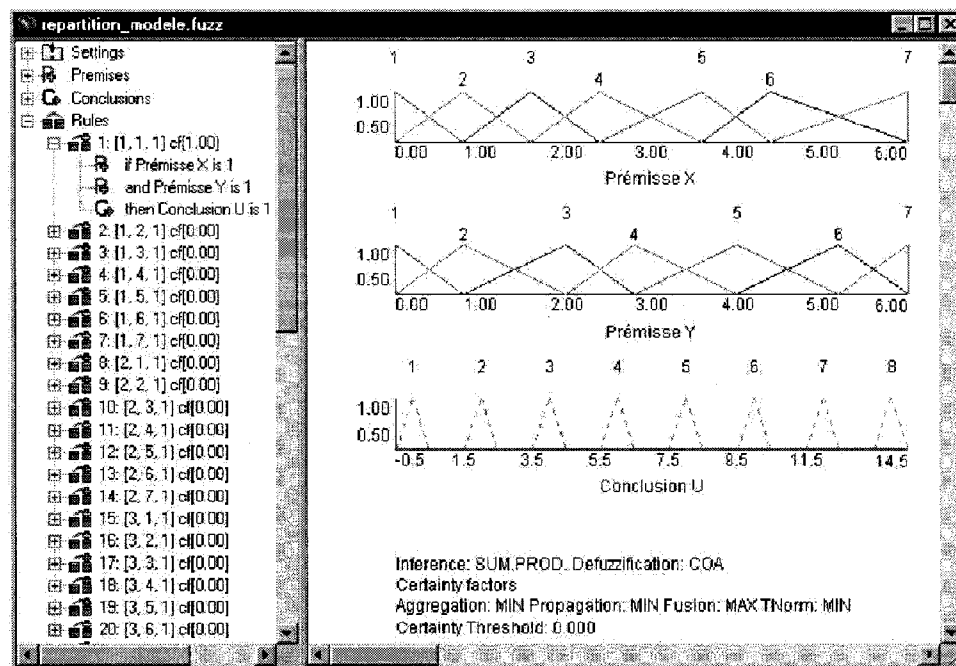 repartition_modele.fuzz
Settings
Premises
Conclusions
Rules
1: [1, 1, 1] cf[1.00]
if Prémisse X is 1
and Prémisse Y is 1
then Conclusion U is 1
2: [1, 2, 1] cf[0.00]
3: [1, 3, 1] cf[0.00]
4: [1, 4, 1] cf[0.00]
5: [1, 5, 1] cf[0.00]
6: [1, 6, 1] cf[0.00]
7: [1, 7, 1] cf[0.00]
8: [2, 1, 1] cf[0.00]
9: [2, 2, 1] cf[0.00]
10: [2, 3, 1] cf[0.00]
11: [2, 4, 1] cf[0.00]
12: [2, 5, 1] cf[0.00]
13: [2, 6, 1] cf[0.00]
14: [2, 7, 1] cf[0.00]
15: [3, 1, 1] cf[0.00]
16: [3, 2, 1] cf[0.00]
17: [3, 3, 1] cf[0.00]
18: [3, 4, 1] cf[0.00]
19: [3, 5, 1] cf[0.00]
20: [3, 6, 1] cf[0.00]
1 3 5 7
2 4 6
1.00
0.50
0.00 1.00 2.00 3.00 4.00 5.00 6.00
Prémisse X
1 3 5 7
2 4 6
1.00
0.50
0.00 1.00 2.00 3.00 4.00 5.00 6.00
Prémisse Y
1 2 3 4 5 6 7 8
1.00
0.50
-0.5 1.5 3.5 5.5 7.5 9.5 11.5 14.5
Conclusion U
Inference: SUM.PROD. Defuzzification: COA
Certainty factors
Aggregation: MIN Propagation: MIN Fusion: MAX TNorm: MIN
Certainty Threshold: 0.000